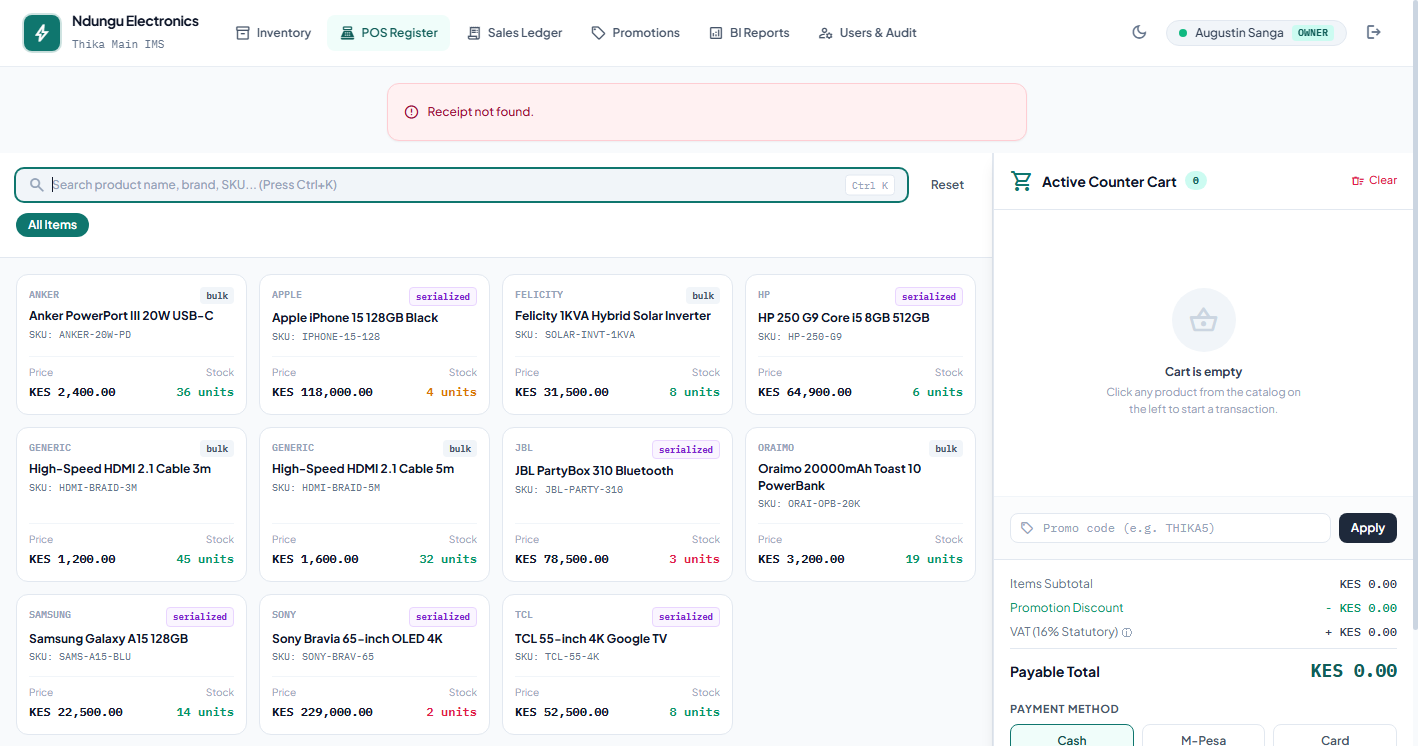 Ndungu Electronics
Thika Main IMS
Inventory
POS Register
Sales Ledger
Promotions
BI Reports
Users & Audit
Augustin Sanga OWNER
Receipt not found.
Search product name, brand, SKU... (Press Ctrl+K)
Ctrl K
Reset
All Items
ANKER bulk
Anker PowerPort III 20W USB-C
SKU: ANKER-20W-PD
Price Stock
KES 2,400.00 36 units
APPLE serialized
Apple iPhone 15 128GB Black
SKU: IPHONE-15-128
Price Stock
KES 118,000.00 4 units
FELICITY bulk
Felicity 1KVA Hybrid Solar Inverter
SKU: SOLAR-INVT-1KVA
Price Stock
KES 31,500.00 8 units
HP serialized
HP 250 G9 Core i5 8GB 512GB
SKU: HP-250-G9
Price Stock
KES 64,900.00 6 units
GENERIC bulk
High-Speed HDMI 2.1 Cable 3m
SKU: HDMI-BRAID-3M
Price Stock
KES 1,200.00 45 units
GENERIC bulk
High-Speed HDMI 2.1 Cable 5m
SKU: HDMI-BRAID-5M
Price Stock
KES 1,600.00 32 units
JBL serialized
JBL PartyBox 310 Bluetooth
SKU: JBL-PARTY-310
Price Stock
KES 78,500.00 3 units
ORAIMO bulk
Oraimo 20000mAh Toast 10
PowerBank
SKU: ORAI-OPB-20K
Price Stock
KES 3,200.00 19 units
SAMSUNG serialized
Samsung Galaxy A15 128GB
SKU: SAMS-A15-BLU
Price Stock
KES 22,500.00 14 units
SONY serialized
Sony Bravia 65-inch OLED 4K
SKU: SONY-BRAV-65
Price Stock
KES 229,000.00 2 units
TCL serialized
TCL 55-inch 4K Google TV
SKU: TCL-55-4K
Price Stock
KES 52,500.00 8 units
Active Counter Cart 0
Clear
Cart is empty
Click any product from the catalog on
the left to start a transaction.
Promo code (e.g. THIKA5)
Apply
Items Subtotal KES 0.00
Promotion Discount - KES 0.00
VAT (16% Statutory) + KES 0.00
Payable Total KES 0.00
PAYMENT METHOD
Cash
M-Pesa
Card